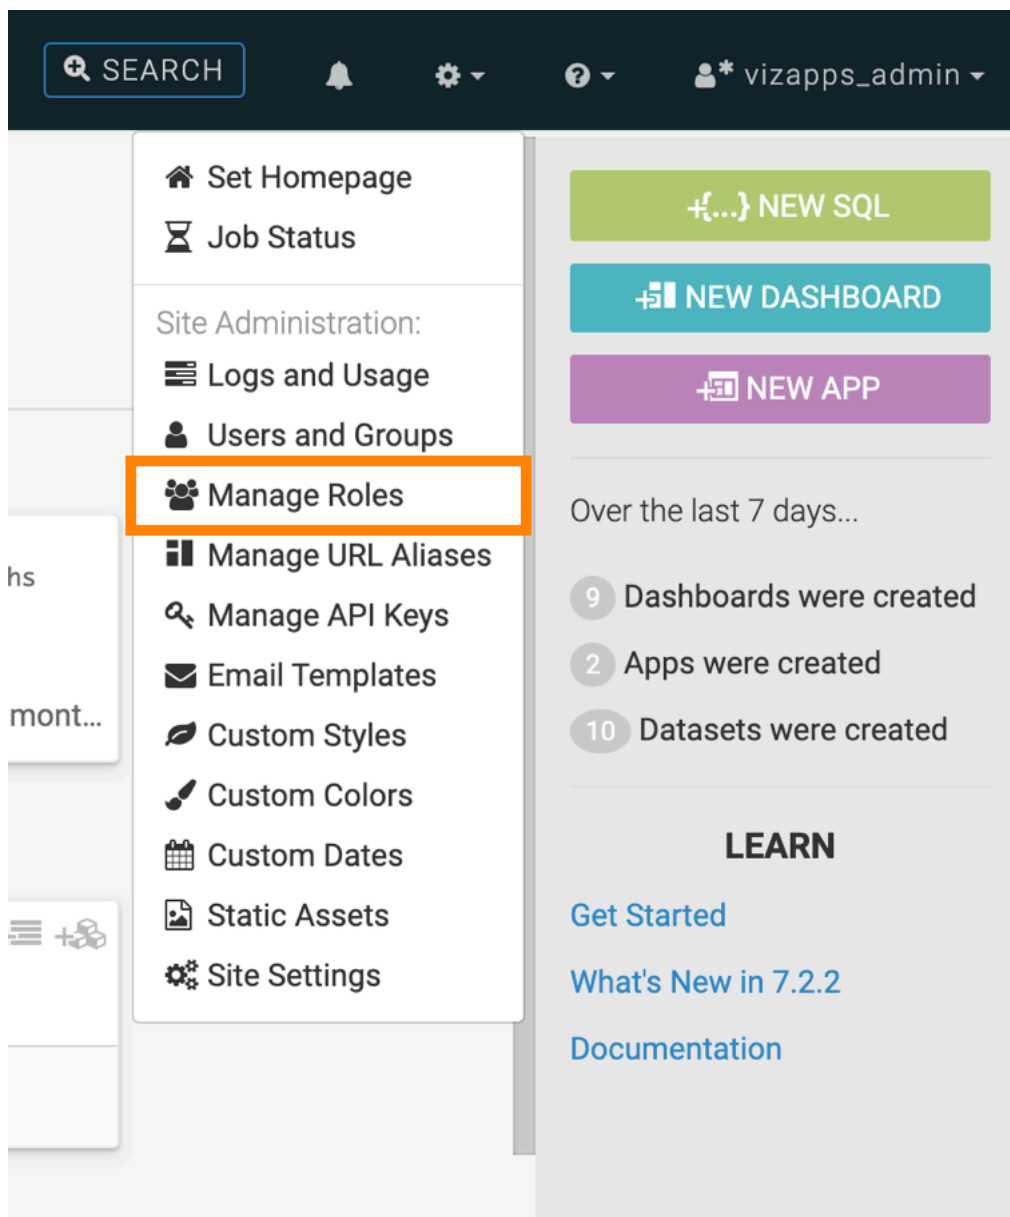 SEARCH
vizapps_admin
Set Homepage
Job Status
Site Administration:
Logs and Usage
Users and Groups
Manage Roles
Manage URL Aliases
Manage API Keys
Email Templates
Custom Styles
Custom Colors
Custom Dates
Static Assets
Site Settings
hs
mont...
+{...} NEW SQL
NEW DASHBOARD
NEW APP
Over the last 7 days...
9 Dashboards were created
2 Apps were created
10 Datasets were created
LEARN
Get Started
What's New in 7.2.2
Documentation